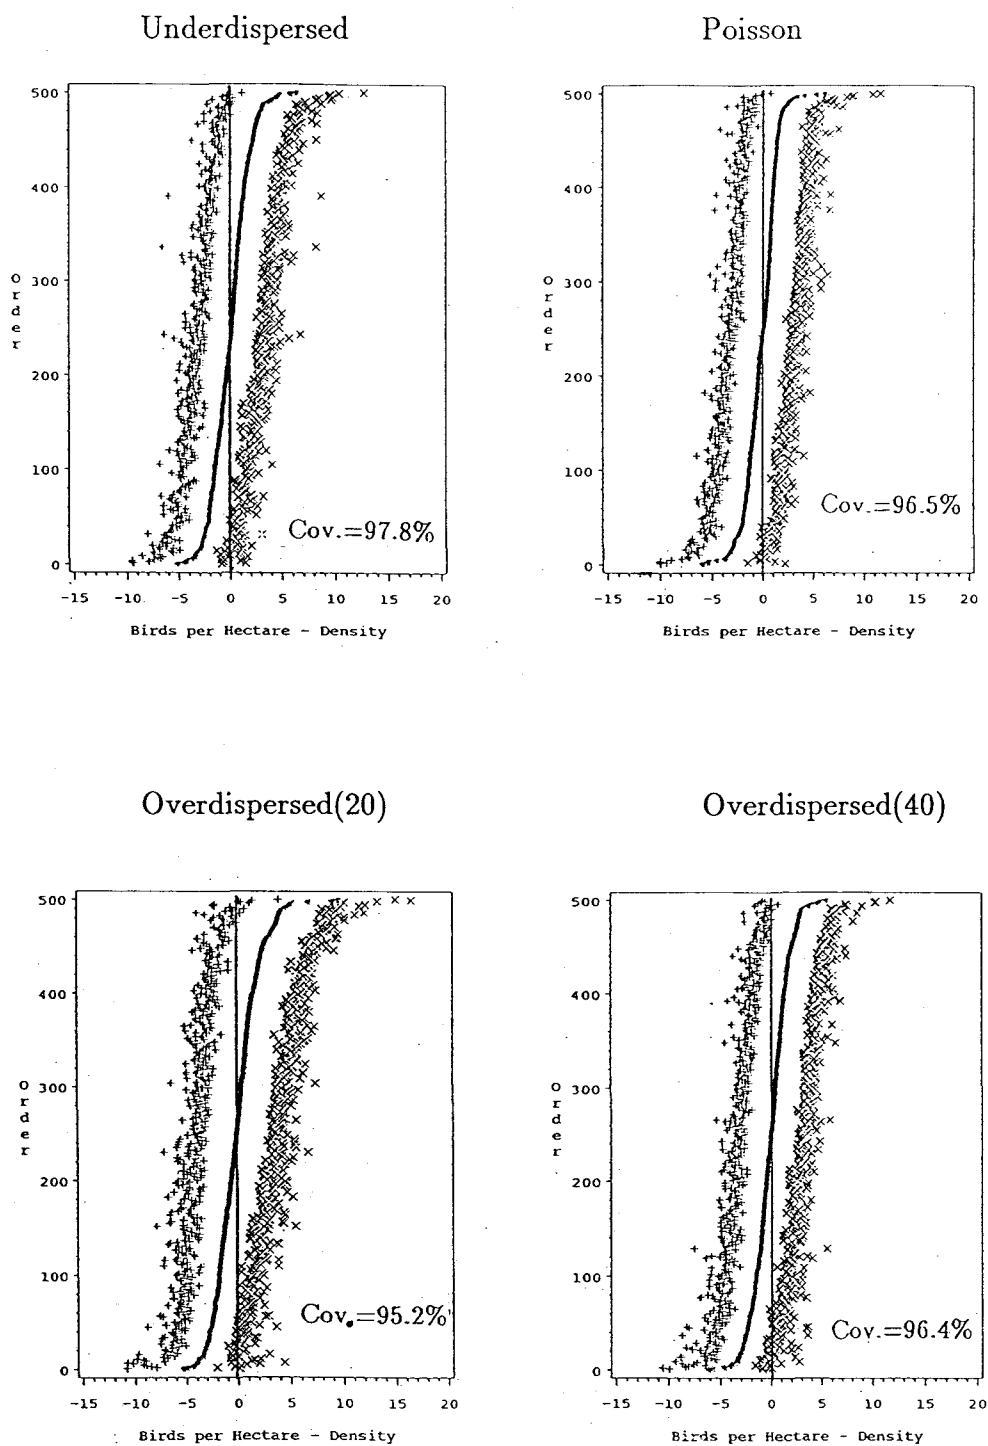 Underdispersed
500
400
300
200
100
0
order
-15 -10 -5 0 5 10 15 20
Birds per Hectare - Density
Cov.=97.8%
Poisson
500
400
300
200
100
0
order
-15 -10 -5 0 5 10 15 20
Birds per Hectare - Density
Cov.=96.5%
Overdispersed(20)
500
400
300
200
100
0
order
-15 -10 -5 0 5 10 15 20
Birds per Hectare - Density
Cov.=95.2%
Overdispersed(40)
500
400
300
200
100
0
order
-15 -10 -5 0 5 10 15 20
Birds per Hectare - Density
Cov.=96.4%